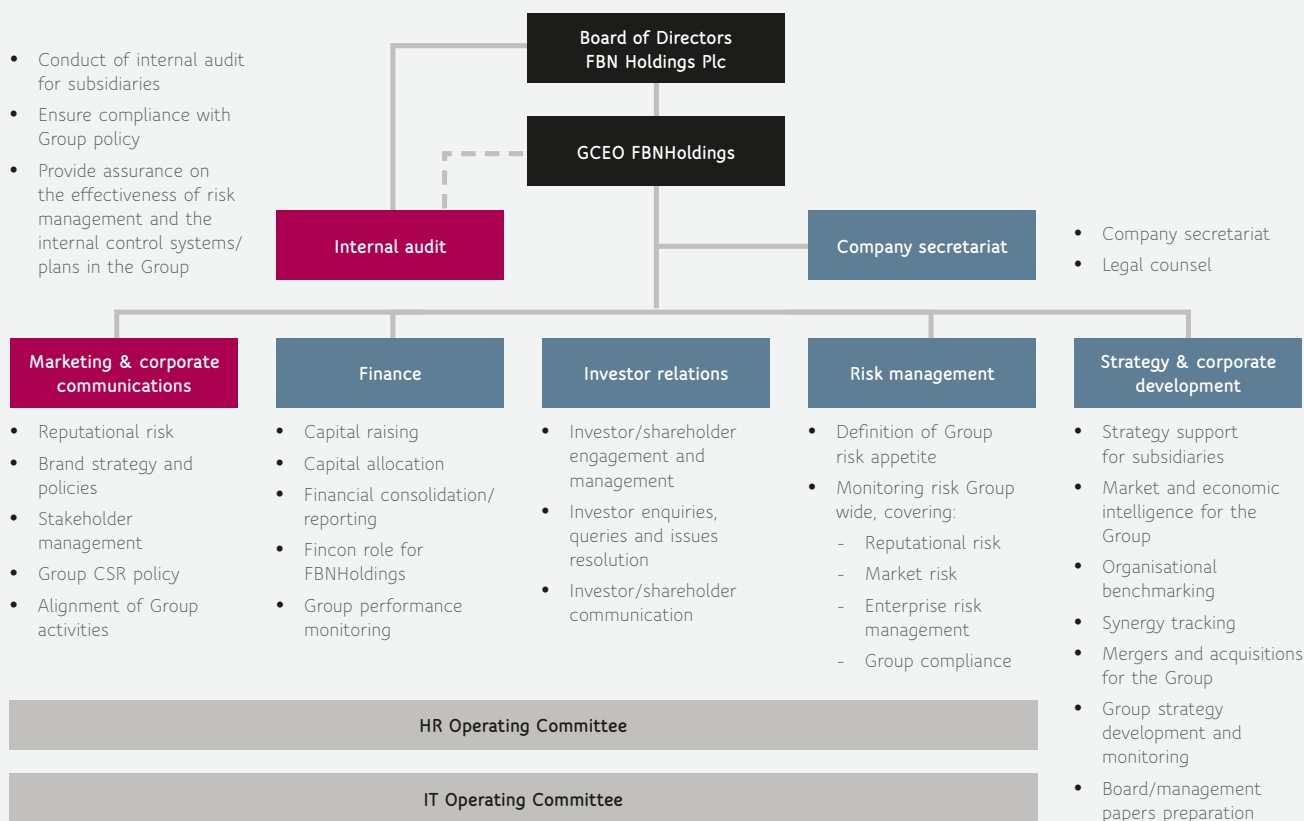 Board of Directors
FBN Holdings Plc
GCEO FBNHoldings
• Conduct of internal audit
for subsidiaries
• Ensure compliance with
Group policy
• Provide assurance on
the effectiveness of risk
management and the
internal control systems/
plans in the Group
Internal audit
Company secretariat
• Company secretariat
• Legal counsel
Marketing & corporate
communications
• Reputational risk
• Brand strategy and
policies
• Stakeholder
management
• Group CSR policy
• Alignment of Group
activities
Finance
• Capital raising
• Capital allocation
• Financial consolidation/
reporting
• Fincon role for
FBNHoldings
• Group performance
monitoring
Investor relations
• Investor/shareholder
engagement and
management
• Investor enquiries,
queries and issues
resolution
• Investor/shareholder
communication
Risk management
• Definition of Group
risk appetite
• Monitoring risk Group
wide, covering:
- Reputational risk
- Market risk
- Enterprise risk
management
- Group compliance
Strategy & corporate
development
• Strategy support
for subsidiaries
• Market and economic
intelligence for the
Group
• Organisational
benchmarking
• Synergy tracking
• Mergers and acquisitions
for the Group
• Group strategy
development and
monitoring
• Board/management
papers preparation
HR Operating Committee
IT Operating Committee